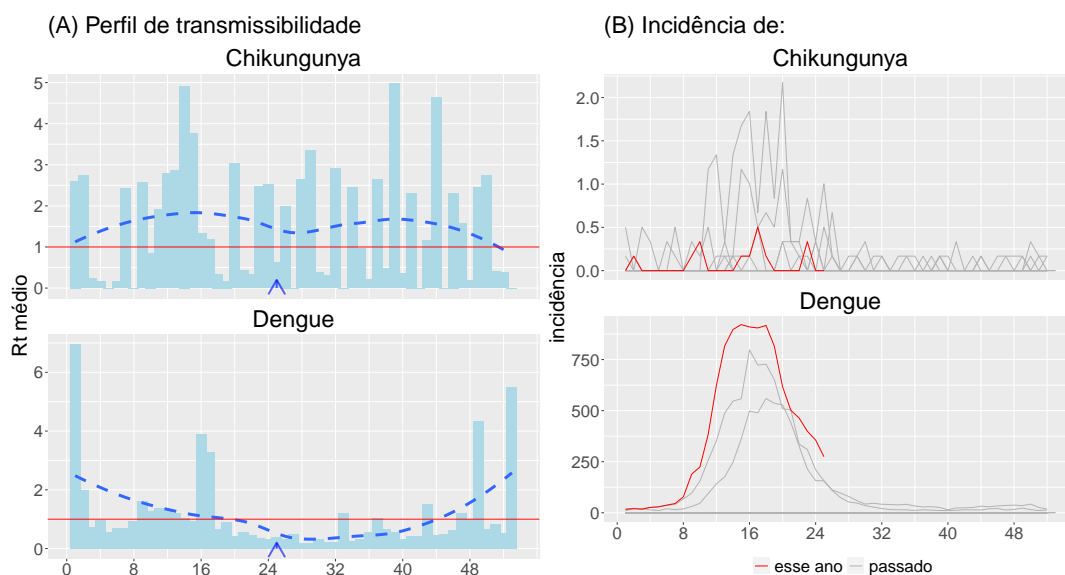 (A) Perfil de transmissibilidade
Chikungunya
5
4
3
2
1
0
Dengue
6
4
2
0
Rt médio
0 8 16 24 32 40 48
(B) Incidência de:
Chikungunya
2.0
1.5
1.0
0.5
0.0
Dengue
750
500
250
0
incidência
0 8 16 24 32 40 48
esse ano passado